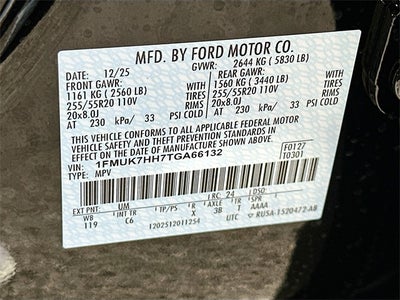 MFD. BY FORD MOTOR CO.
DATE: 12/25 GVWR: 2644 KG ( 5830 LB)
FRONT GAWR: REAR GAWR:
1161 KG ( 2560 LB) WITH 1560 KG ( 3440 LB) WITH
255/55R20 110V TIRES 255/55R20 110V TIRES
20x8.0J RIMS 20x8.0J RIMS
AT 230 kPa/ 33 PSI COLD AT 230 kPa/ 33 PSI COLD
THIS VEHICLE CONFORMS TO ALL APPLICABLE FEDERAL MOTOR
VEHICLE SAFETY AND THEFT PREVENTION STANDARDS IN
EFFECT ON THE DATE OF MANUFACTURE SHOWN ABOVE.
VIN: 1FMUK7HH7TGA66132 F0127
TYPE: MPV T0301
EXT PNT: UM RC: 24 DSO:
WB INT TR R AXLE TR SPR
119 C6 X 3B T AAAA
1202512011254 UTC RU5A-1520472-AB